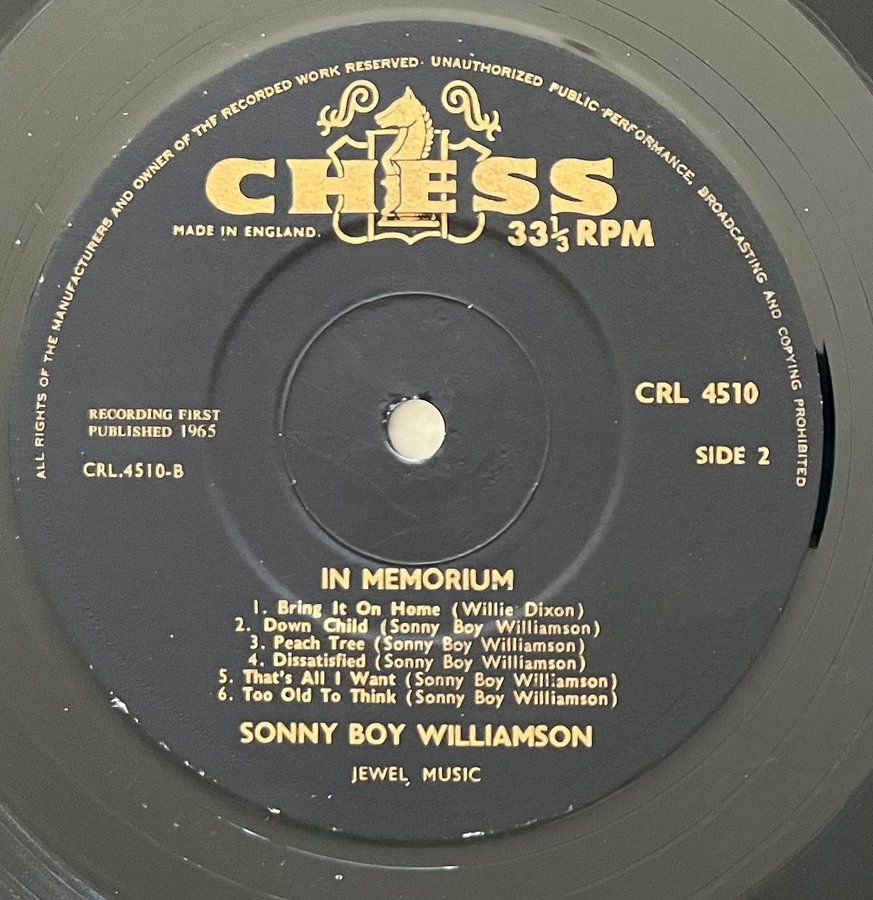 ALL RIGHTS OF THE MANUFACTURERS AND OWNER OF THE RECORDED WORK RESERVED· UNAUTHORIZED PUBLIC PERFORMANCE, BROADCASTING AND COPYING PROHIBITED
CHESS
MADE IN ENGLAND.
33⅓ RPM
CRL 4510
RECORDING FIRST
PUBLISHED 1965
SIDE 2
CRL.4510-B
IN MEMORIUM
1. Bring It On Home (Willie Dixon)
2. Down Child (Sonny Boy Williamson)
3. Peach Tree (Sonny Boy Williamson)
4. Dissatisfied (Sonny Boy Williamson)
5. That's All I Want (Sonny Boy Williamson)
6. Too Old To Think (Sonny Boy Williamson)
SONNY BOY WILLIAMSON
JEWEL MUSIC